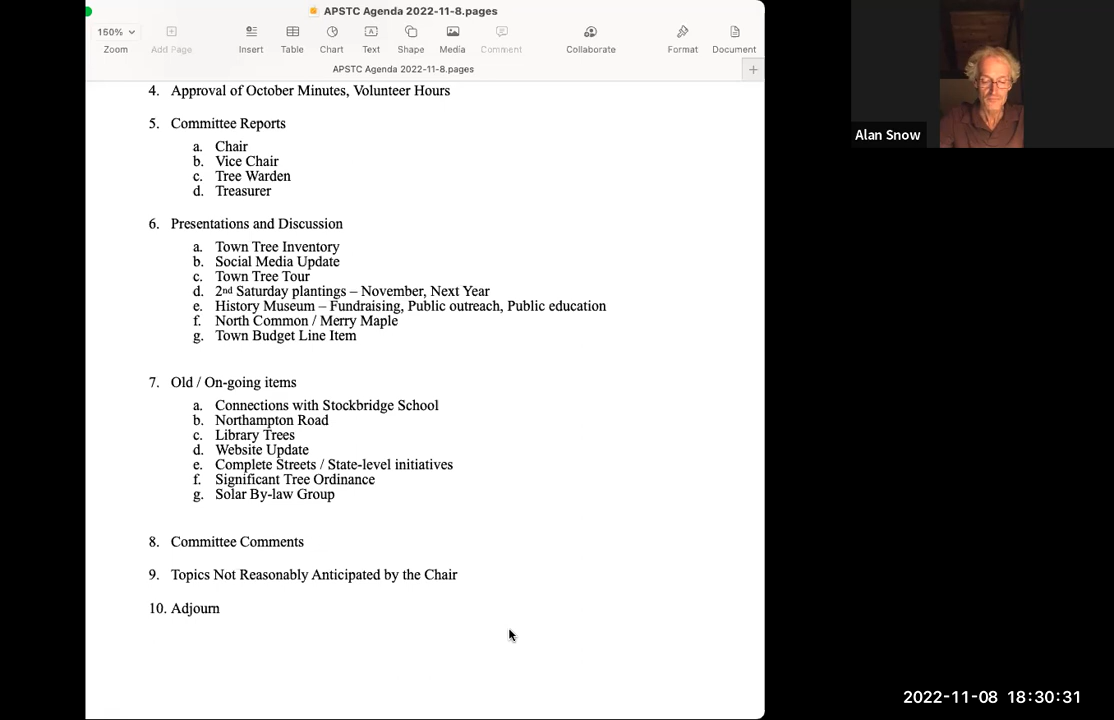 APSTC Agenda 2022-11-8.pages
150%
Zoom
Add Page
Insert
Table
Chart
Text
Shape
Media
Comment
Collaborate
Format
Document
APSTC Agenda 2022-11-8.pages
4. Approval of October Minutes, Volunteer Hours
5. Committee Reports
a. Chair
b. Vice Chair
c. Tree Warden
d. Treasurer
6. Presentations and Discussion
a. Town Tree Inventory
b. Social Media Update
c. Town Tree Tour
d. 2nd Saturday plantings – November, Next Year
e. History Museum – Fundraising, Public outreach, Public education
f. North Common / Merry Maple
g. Town Budget Line Item
7. Old / On-going items
a. Connections with Stockbridge School
b. Northampton Road
c. Library Trees
d. Website Update
e. Complete Streets / State-level initiatives
f. Significant Tree Ordinance
g. Solar By-law Group
8. Committee Comments
9. Topics Not Reasonably Anticipated by the Chair
10. Adjourn
Alan Snow
2022-11-08 18:30:31